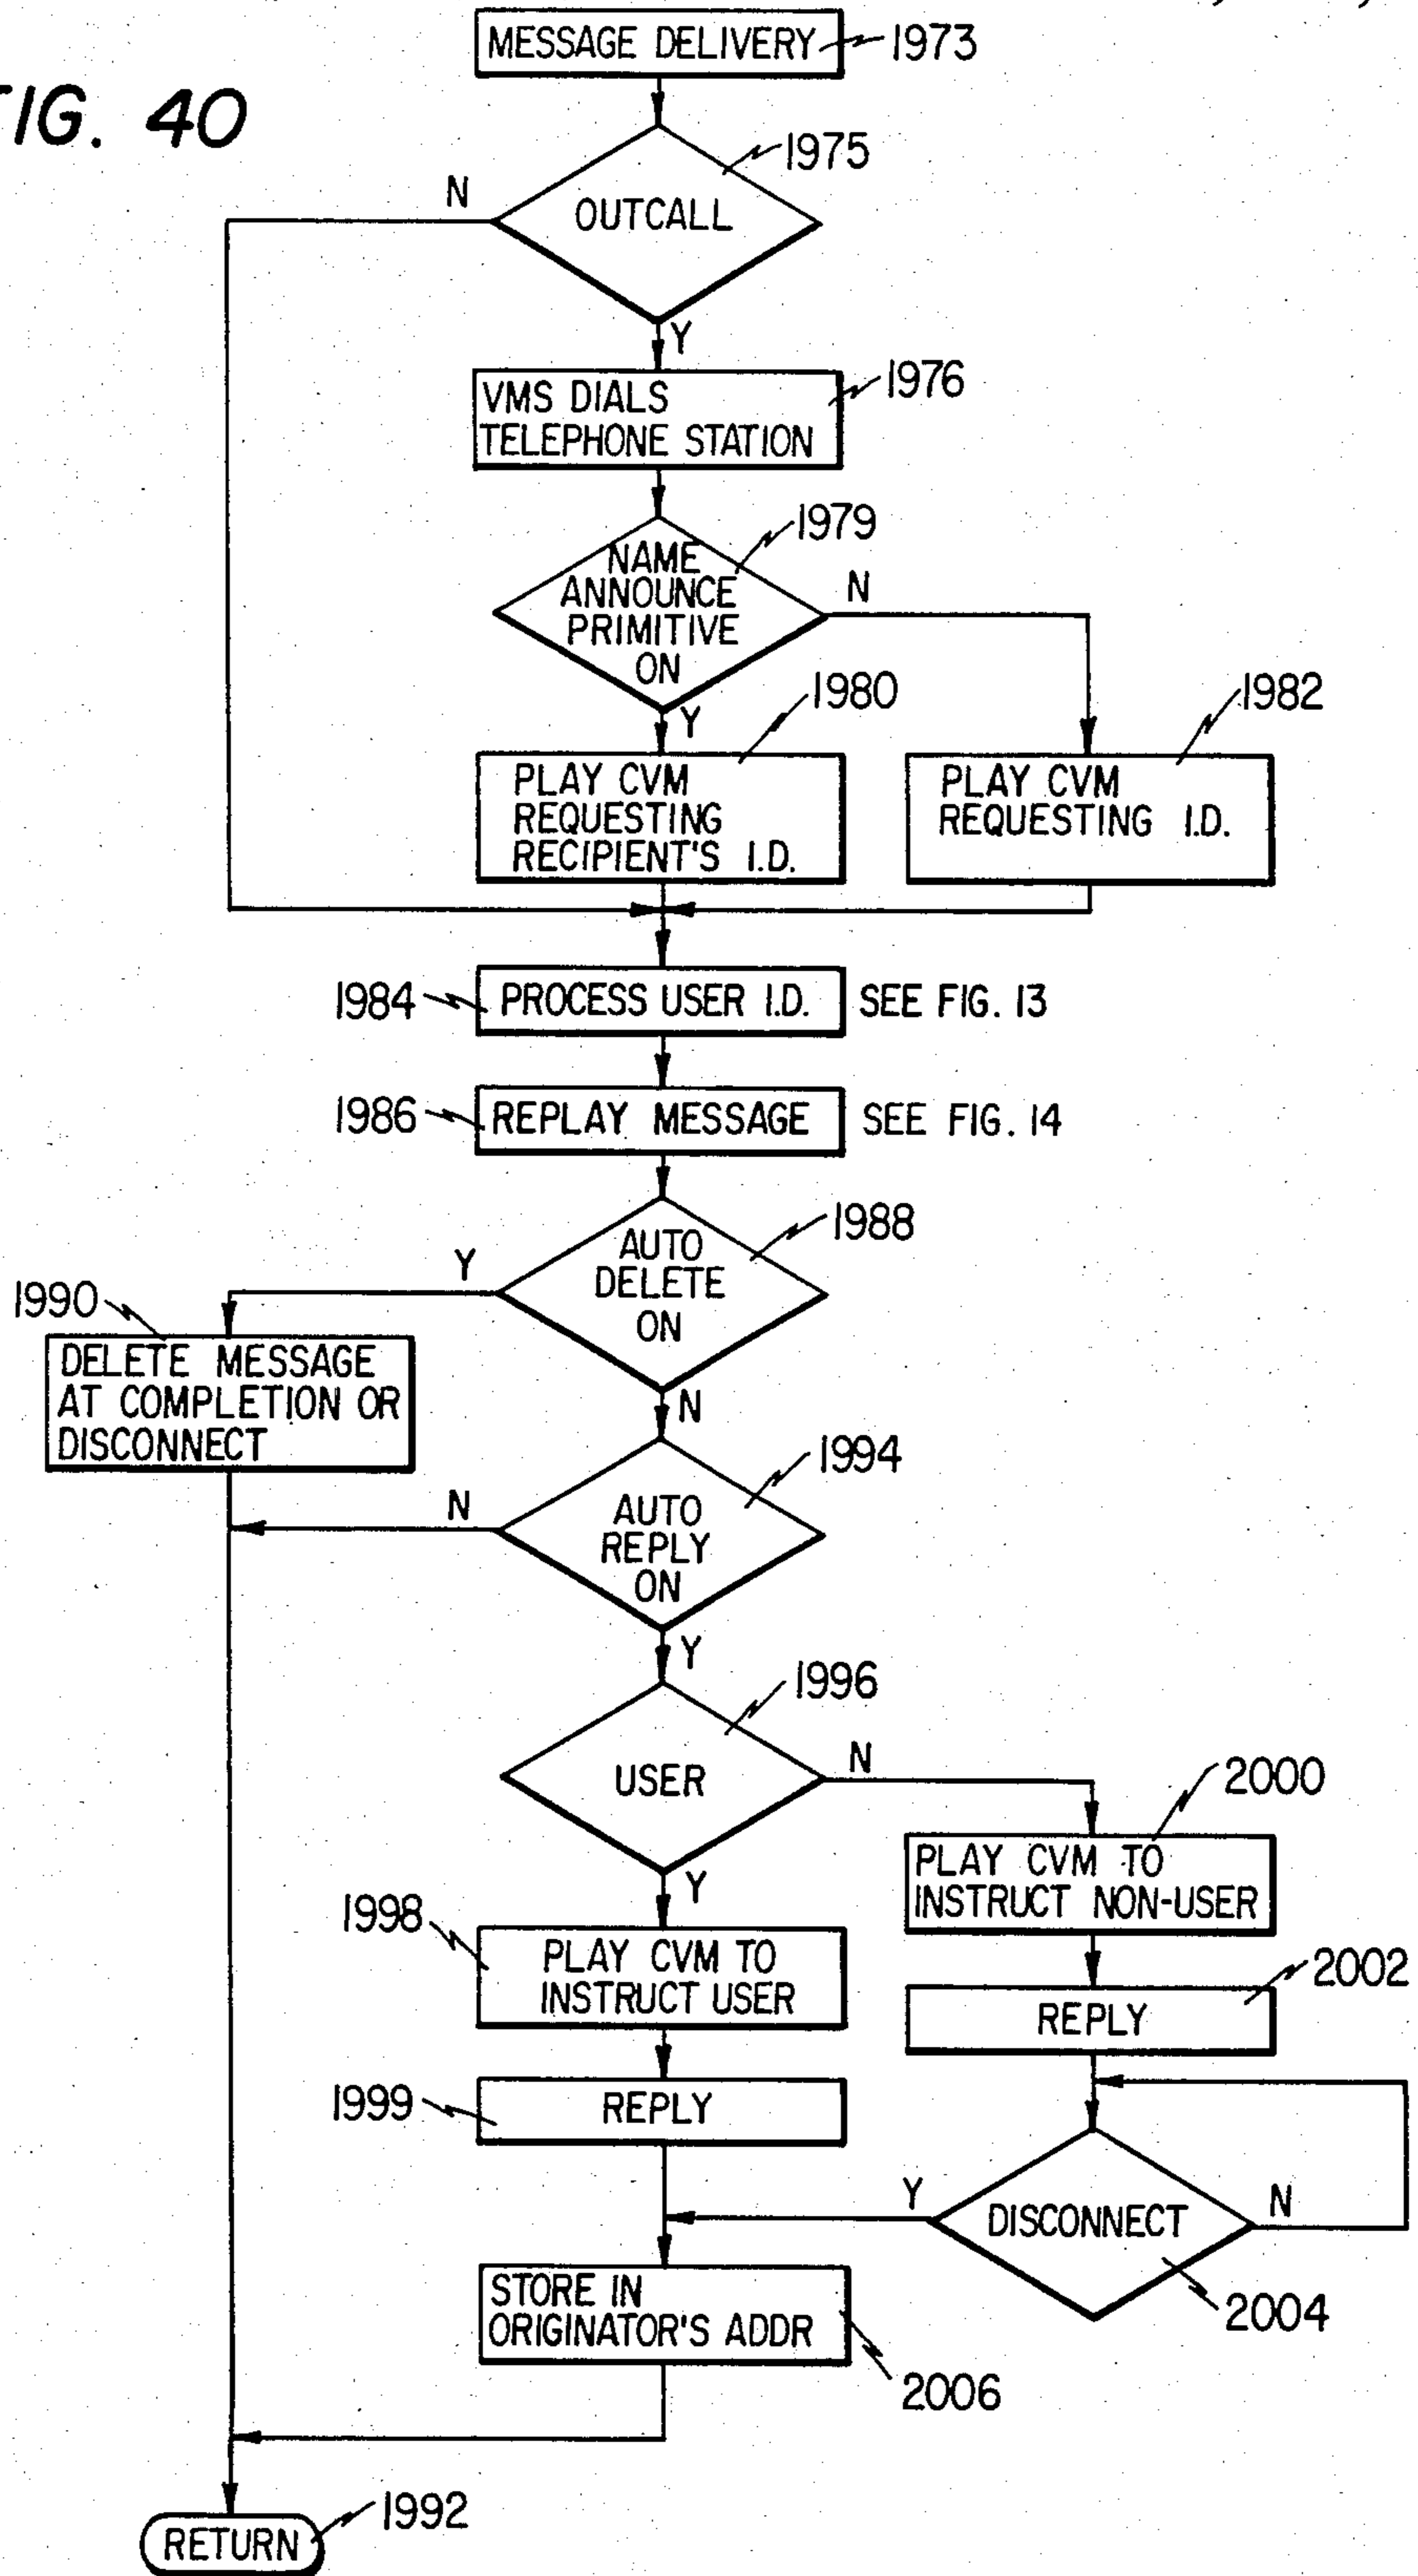 MESSAGE DELIVERY 1973
FIG. 40
1975
N
OUTCALL
Y
1976
VMS DIALS
TELEPHONE STATION
1979
NAME
ANNOUNCE
PRIMITIVE
ON
N
1980
1982
Y
PLAY CVM
REQUESTING
RECIPIENT'S I.D.
PLAY CVM
REQUESTING I.D.
1984 PROCESS USER I.D. SEE FIG. 13
1986 REPLAY MESSAGE SEE FIG. 14
1988
AUTO
DELETE
ON
Y
1990
DELETE MESSAGE
AT COMPLETION OR
DISCONNECT
N
1994
N
AUTO
REPLY
ON
Y
1996
USER
N
2000
PLAY CVM TO
INSTRUCT NON-USER
Y
1998
PLAY CVM TO
INSTRUCT USER
2002
REPLY
1999
REPLY
Y
DISCONNECT
N
2004
STORE IN
ORIGINATOR'S ADDR
2006
RETURN 1992